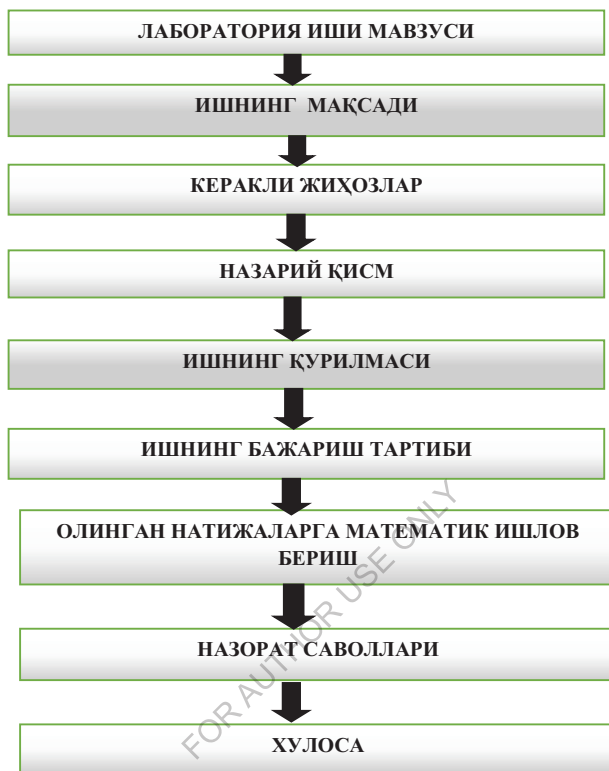 ЛАБОРАТОРИЯ ИШИ МАВЗУСИ
ИШНИНГ МАҚСАДИ
КЕРАКЛИ ЖИҲОЗЛАР
НАЗАРИЙ ҚИСМ
ИШНИНГ ҚУРИЛМАСИ
ИШНИНГ БАЖАРИШ ТАРТИБИ
ОЛИНГАН НАТИЖАЛАРГА МАТЕМАТИК ИШЛОВ
БЕРИШ
НАЗОРАТ САВОЛЛАРИ
ХУЛОСА
FOR AUTHOR USE ONLY